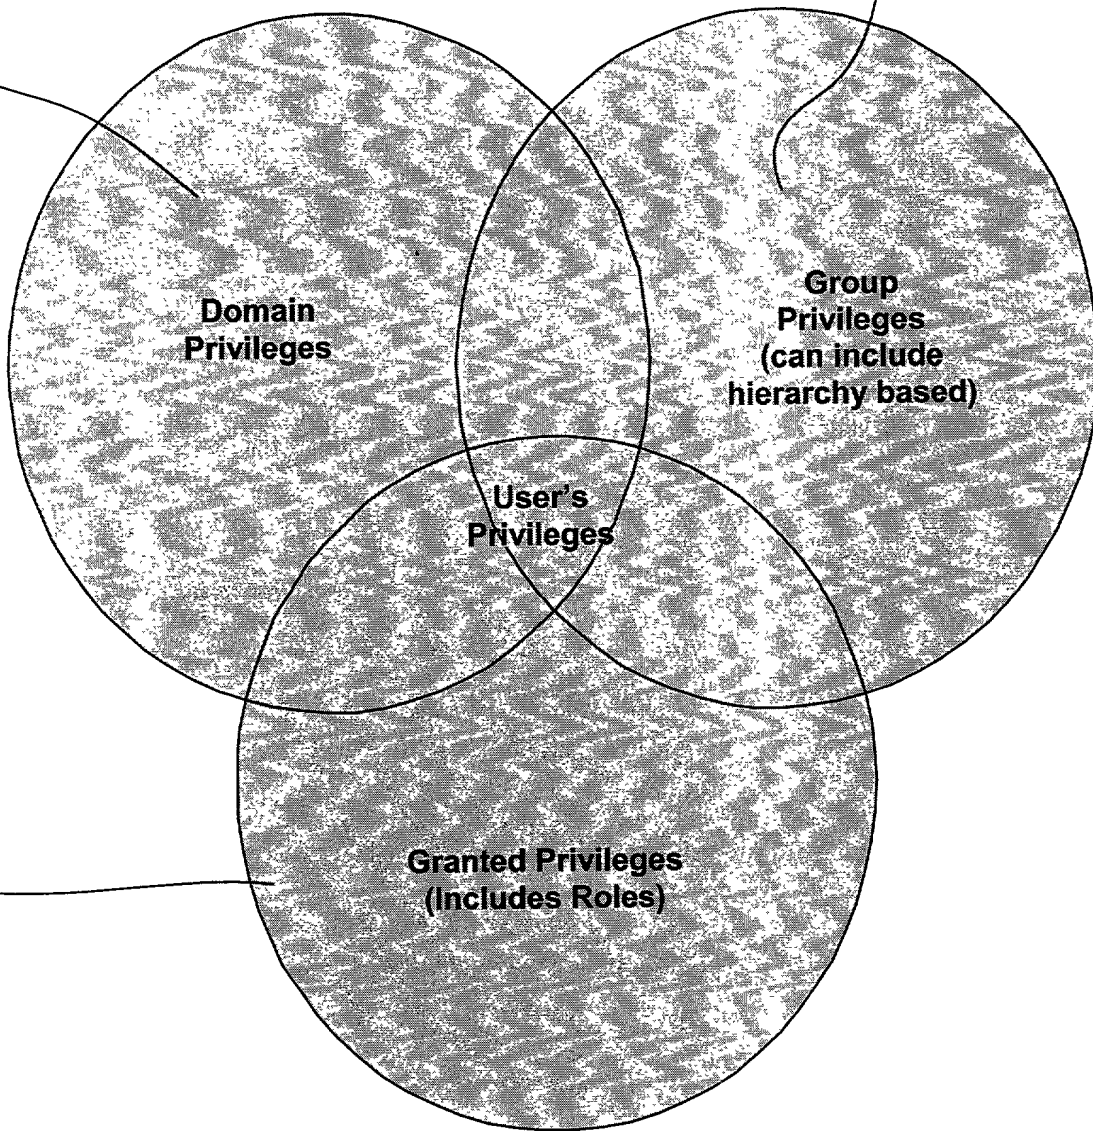 Domain
Privileges
Group
Privileges
(can include
hierarchy based)
User's
Privileges
Granted Privileges
(Includes Roles)